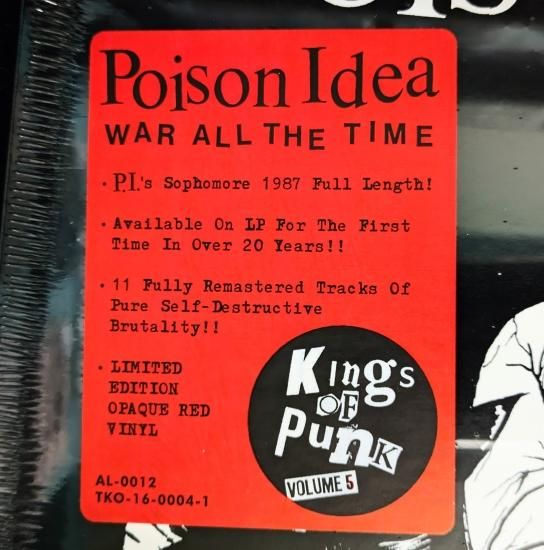 Poison Idea
WAR ALL THE TIME
• P.I.'s Sophomore 1987 Full Length!
• Available On LP For The First
Time In Over 20 Years!!
• 11 Fully Remastered Tracks Of
Pure Self-Destructive
Brutality!!
• LIMITED
EDITION
OPAQUE RED
VINYL
Kings
OF
Punk
VOLUME 5
AL-0012
TKO-16-0004-1